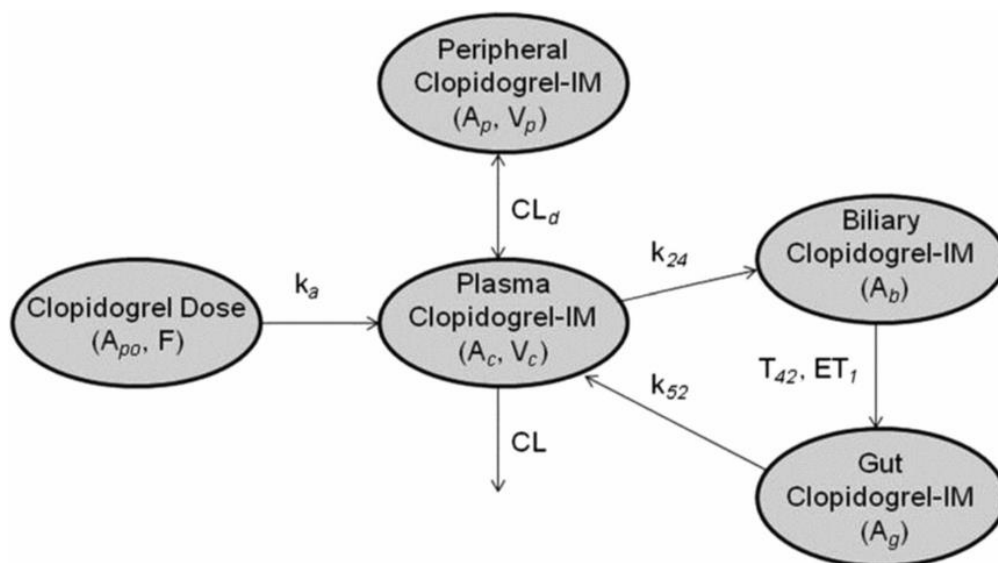 Peripheral
Clopidogrel-IM
(Ap, Vp)
CLd
Biliary
Clopidogrel-IM
(Ab)
k24
Clopidogrel Dose
(Apo, F)
ka
Plasma
Clopidogrel-IM
(Ac, Vc)
T42, ET1
k52
CL
Gut
Clopidogrel-IM
(Ag)